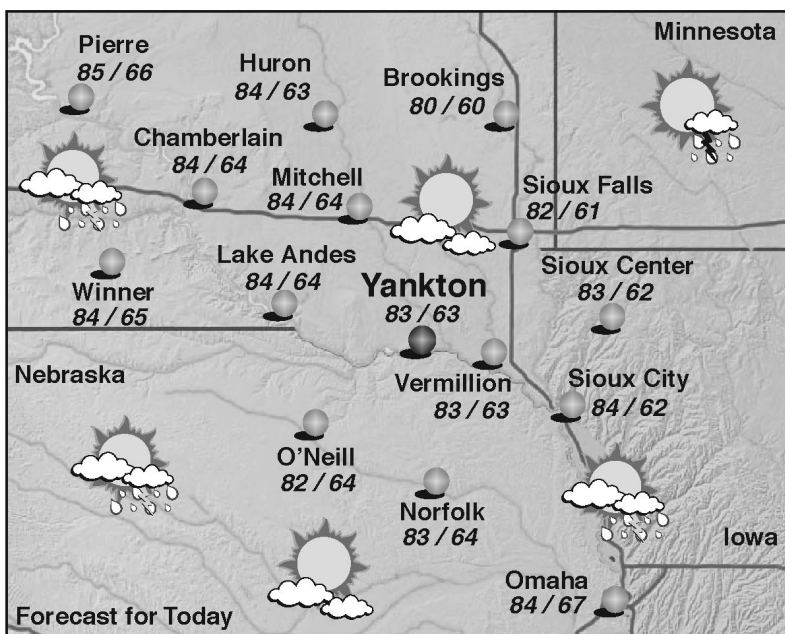 Pierre
85 / 66
Huron
84 / 63
Brookings
80 / 60
Minnesota
Chamberlain
84 / 64
Mitchell
84 / 64
Sioux Falls
82 / 61
Winner
84 / 65
Lake Andes
84 / 64
Yankton
83 / 63
Sioux Center
83 / 62
Nebraska
Vermillion
83 / 63
Sioux City
84 / 62
O'Neill
82 / 64
Norfolk
83 / 64
Iowa
Omaha
84 / 67
Forecast for Today